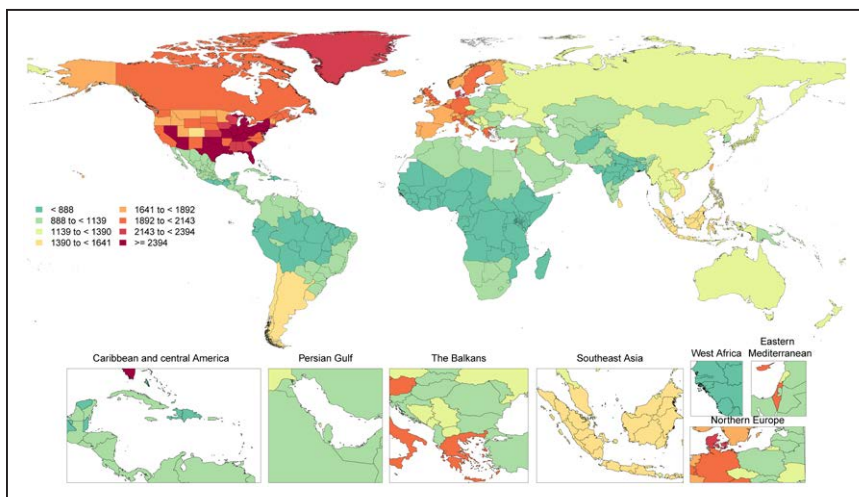 < 888
888 to < 1139
1139 to < 1390
1390 to < 1641
1641 to < 1892
1892 to < 2143
2143 to < 2394
>= 2394
Caribbean and central America
Persian Gulf
The Balkans
Southeast Asia
West Africa
Eastern
Mediterranean
Northern Europe